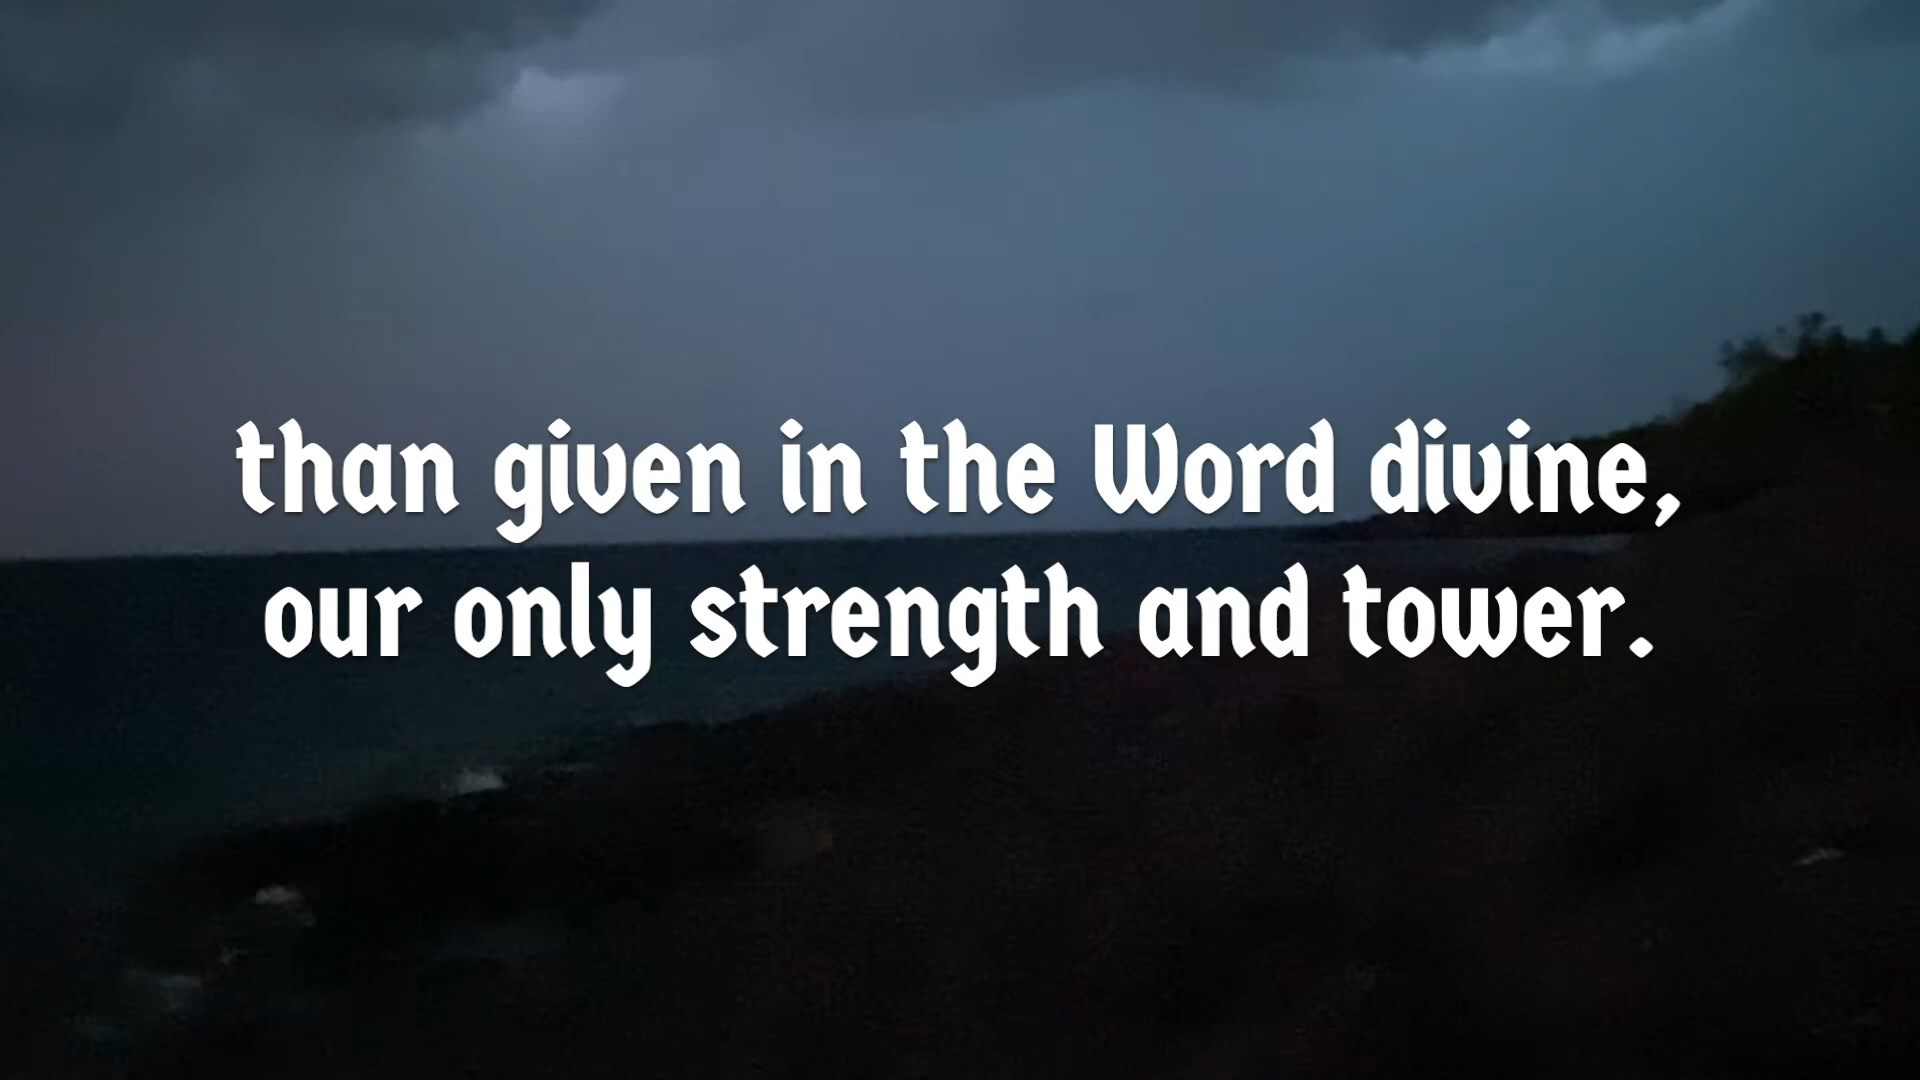 than given in the Word divine,
our only strength and tower.